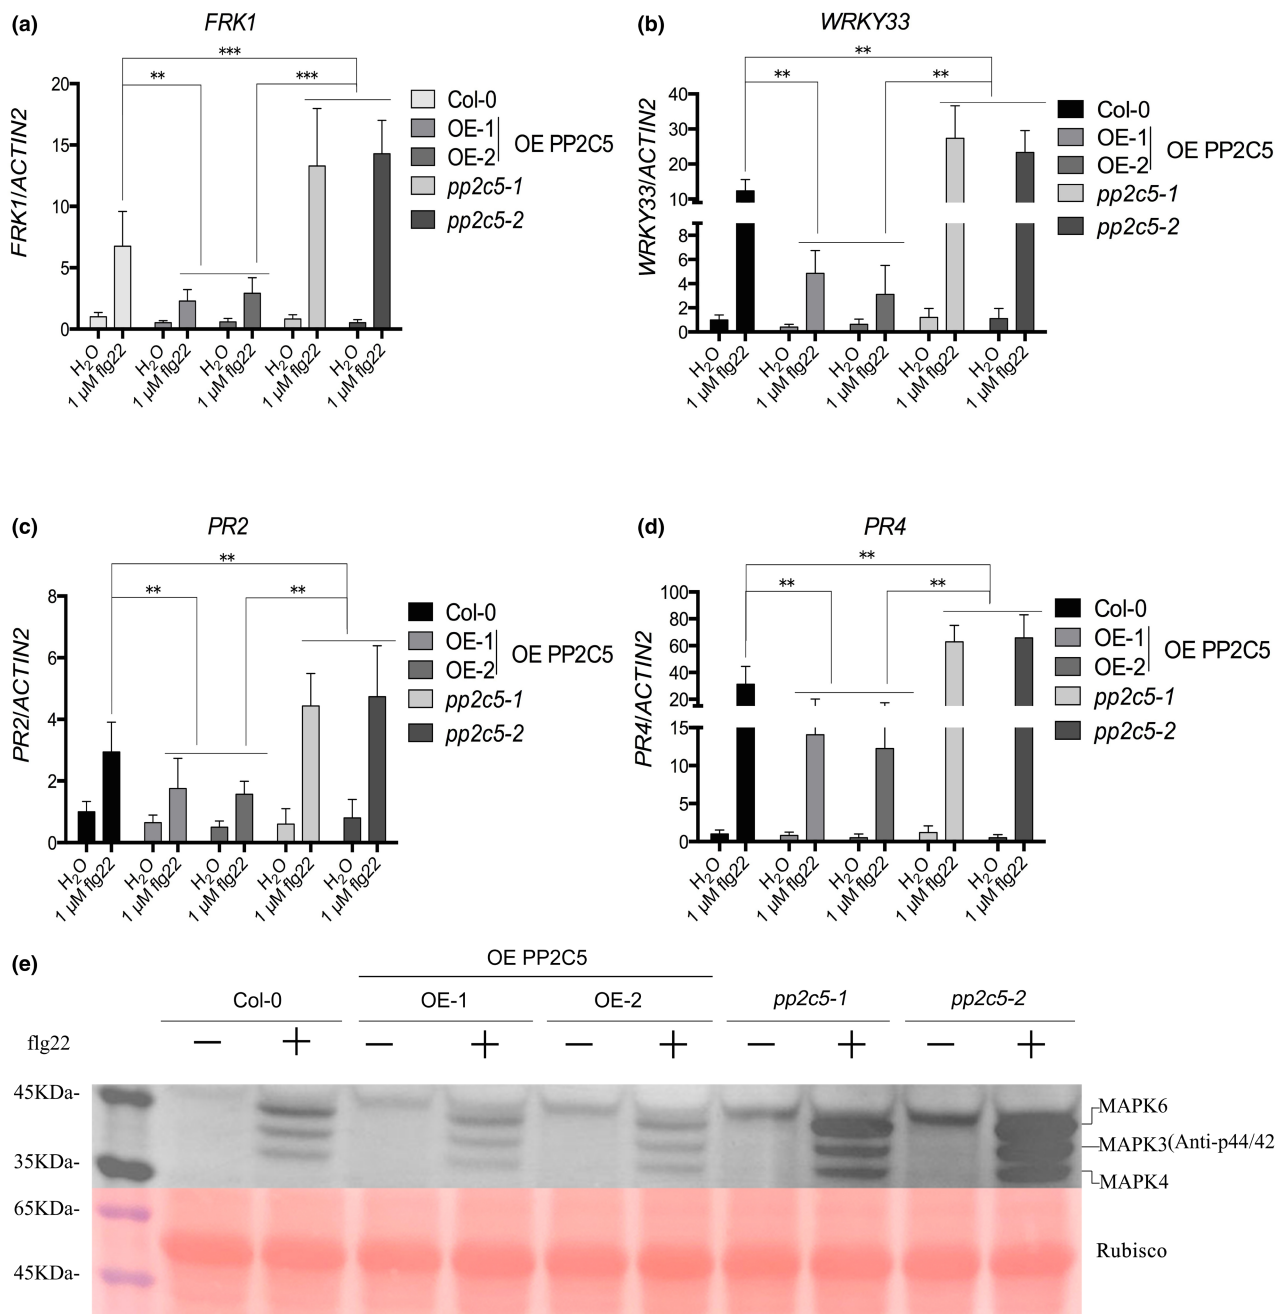 (a)
FRK1
***
**
***
FRK1/ACTIN2
20
15
10
5
0
H2O
1 μM flg22
H2O
1 μM flg22
H2O
1 μM flg22
H2O
1 μM flg22
H2O
1 μM flg22
Col-0
OE-1
OE-2
OE PP2C5
pp2c5-1
pp2c5-2
(b)
WRKY33
**
**
**
WRKY33/ACTIN2
40
30
20
10
8
6
4
2
0
H2O
1 μM flg22
H2O
1 μM flg22
H2O
1 μM flg22
H2O
1 μM flg22
H2O
1 μM flg22
Col-0
OE-1
OE-2
OE PP2C5
pp2c5-1
pp2c5-2
(c)
PR2
**
**
**
PR2/ACTIN2
8
6
4
2
0
H2O
1 μM flg22
H2O
1 μM flg22
H2O
1 μM flg22
H2O
1 μM flg22
H2O
1 μM flg22
Col-0
OE-1
OE-2
OE PP2C5
pp2c5-1
pp2c5-2
(d)
PR4
**
**
**
PR4/ACTIN2
100
80
60
40
20
15
10
5
0
H2O
1 μM flg22
H2O
1 μM flg22
H2O
1 μM flg22
H2O
1 μM flg22
H2O
1 μM flg22
Col-0
OE-1
OE-2
OE PP2C5
pp2c5-1
pp2c5-2
(e)
OE PP2C5
Col-0 OE-1 OE-2 pp2c5-1 pp2c5-2
flg22 − + − + − + − + − +
45KDa-
35KDa-
65KDa-
45KDa-
MAPK6
MAPK3(Anti-p44/42
MAPK4
Rubisco